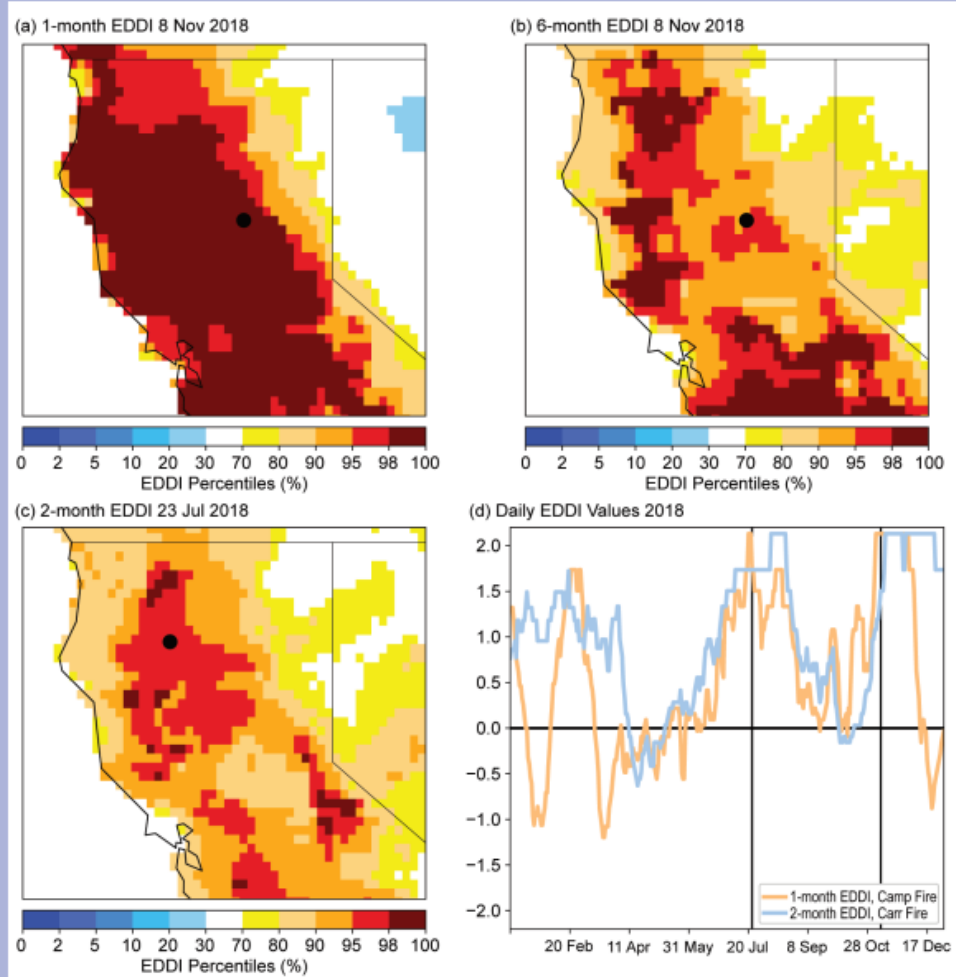 (a) 1-month EDDI 8 Nov 2018
(b) 6-month EDDI 8 Nov 2018
0 2 5 10 20 30 70 80 90 95 98 100
EDDI Percentiles (%)
0 2 5 10 20 30 70 80 90 95 98 100
EDDI Percentiles (%)
(c) 2-month EDDI 23 Jul 2018
(d) Daily EDDI Values 2018
2.0
1.5
1.0
0.5
0.0
−0.5
−1.0
−1.5
−2.0
1-month EDDI, Camp Fire
2-month EDDI, Carr Fire
20 Feb 11 Apr 31 May 20 Jul 8 Sep 28 Oct 17 Dec
0 2 5 10 20 30 70 80 90 95 98 100
EDDI Percentiles (%)